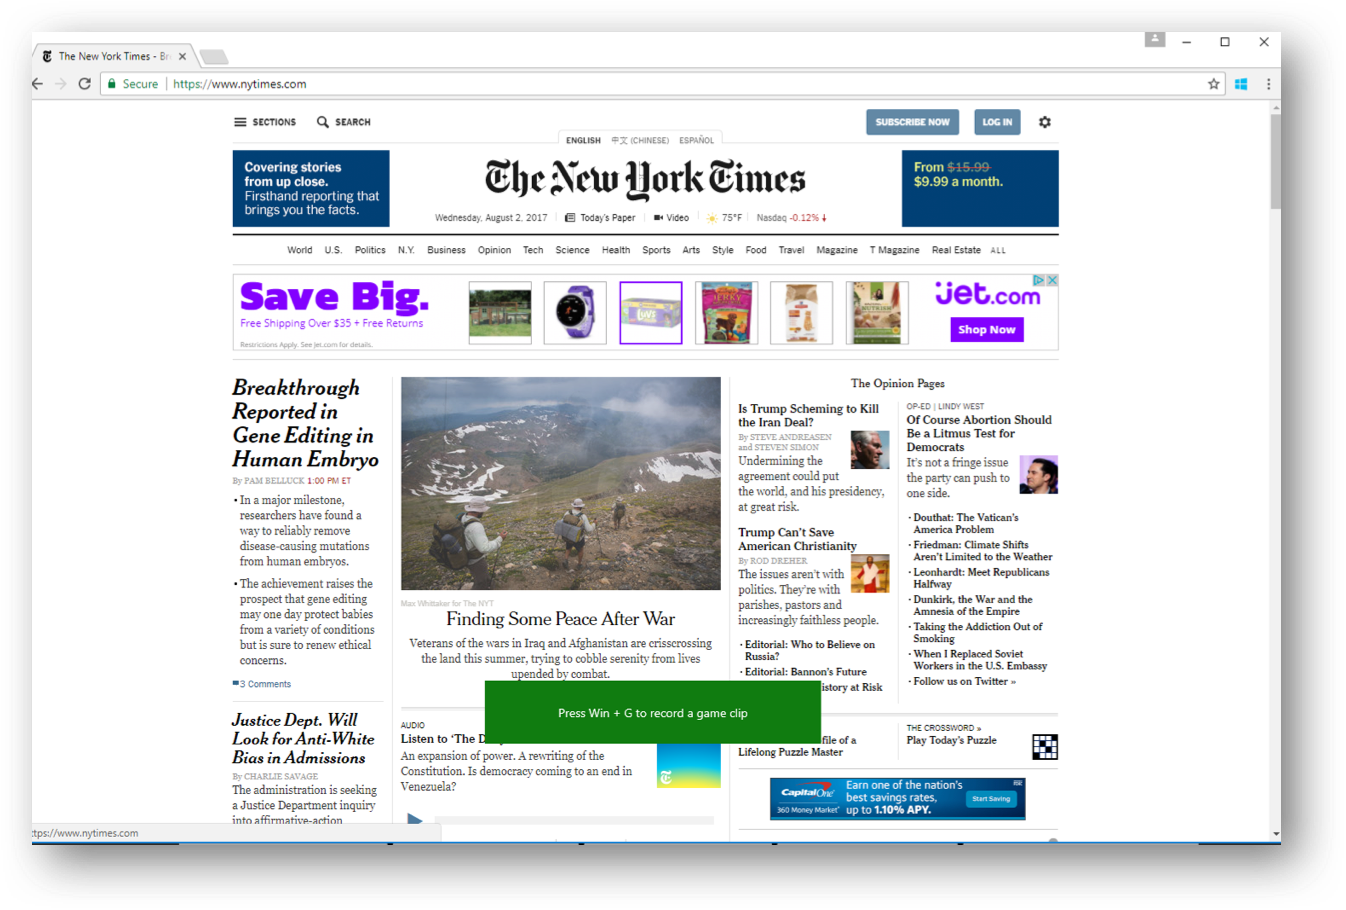 The New York Times - Br
Secure
https://www.nytimes.com
SECTIONS
SEARCH
SUBSCRIBE NOW
LOG IN
ENGLISH
中文 (CHINESE)
ESPAÑOL
Covering stories
from up close.
Firsthand reporting that
brings you the facts.
The New York Times
From $15.99
$9.99 a month.
Wednesday, August 2, 2017
Today's Paper
Video
75°F
Nasdaq -0.12%
World U.S. Politics N.Y. Business Opinion Tech Science Health Sports Arts Style Food Travel Magazine T Magazine Real Estate ALL
Save Big.
Free Shipping Over $35 + Free Returns
Restrictions Apply. See Jet.com for details.
JERKY
NUTRISH
jet.com
Shop Now
Breakthrough
Reported in
Gene Editing in
Human Embryo
By PAM BELLUCK 1:00 PM ET
• In a major milestone,
researchers have found a
way to reliably remove
disease-causing mutations
from human embryos.
• The achievement raises the
prospect that gene editing
may one day protect babies
from a variety of conditions
but is sure to renew ethical
concerns.
3 Comments
Justice Dept. Will
Look for Anti-White
Bias in Admissions
By CHARLIE SAVAGE
The administration is seeking
a Justice Department inquiry
into affirmative-action
Max Whittaker for The NYT
Finding Some Peace After War
Veterans of the wars in Iraq and Afghanistan are crisscrossing
the land this summer, trying to cobble serenity from lives
upended by combat.
AUDIO
Listen to ‘The D
An expansion of power. A rewriting of the
Constitution. Is democracy coming to an end in
Venezuela?
Press Win + G to record a game clip
The Opinion Pages
Is Trump Scheming to Kill
the Iran Deal?
By STEVE ANDREASEN
and STEVEN SIMON
Undermining the
agreement could put
the world, and his presidency,
at great risk.
Trump Can’t Save
American Christianity
By ROD DREHER
The issues aren’t with
politics. They’re with
parishes, pastors and
increasingly faithless people.
· Editorial: Who to Believe on
Russia?
· Editorial: Bannon’s Future
istory at Risk
OP-ED | LINDY WEST
Of Course Abortion Should
Be a Litmus Test for
Democrats
It’s not a fringe issue
the party can push to
one side.
· Douthat: The Vatican’s
America Problem
· Friedman: Climate Shifts
Aren’t Limited to the Weather
· Leonhardt: Meet Republicans
Halfway
· Dunkirk, the War and the
Amnesia of the Empire
· Taking the Addiction Out of
Smoking
· When I Replaced Soviet
Workers in the U.S. Embassy
· Follow us on Twitter »
file of a
Lifelong Puzzle Master
THE CROSSWORD »
Play Today’s Puzzle
Capital One
360 Money Market
Earn one of the nation's
best savings rates,
up to 1.10% APY.
Start Saving
ttps://www.nytimes.com